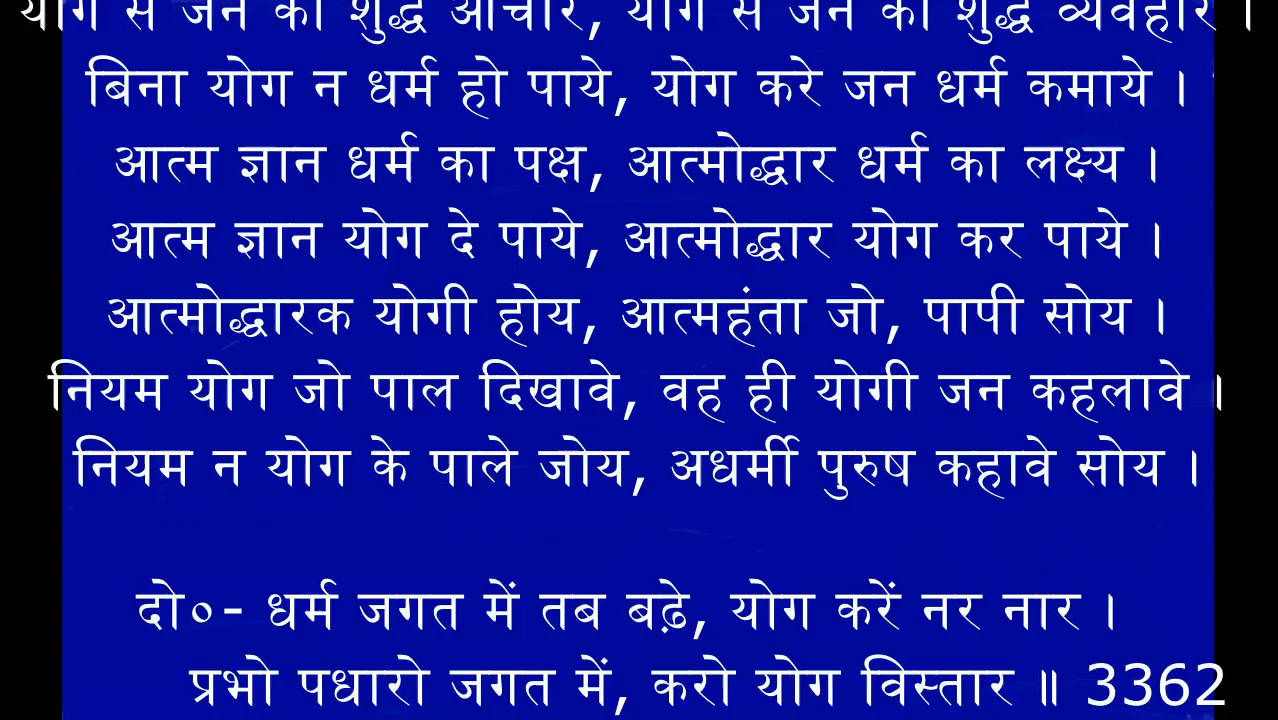 योग से जन का शुद्ध आचार, योग से जन का शुद्ध व्यवहार ।
बिना योग न धर्म हो पाये, योग करे जन धर्म कमाये ।
आत्म ज्ञान धर्म का पक्ष, आत्मोद्धार धर्म का लक्ष्य ।
आत्म ज्ञान योग दे पाये, आत्मोद्धार योग कर पाये ।
आत्मोद्धारक योगी होय, आत्महंता जो, पापी सोय ।
नियम योग जो पाल दिखावे, वह ही योगी जन कहलावे ।
नियम न योग के पाले जोय, अधर्मी पुरुष कहावे सोय ।
दो०- धर्म जगत में तब बढ़े, योग करें नर नार ।
प्रभो पधारो जगत में, करो योग विस्तार ॥ 3362